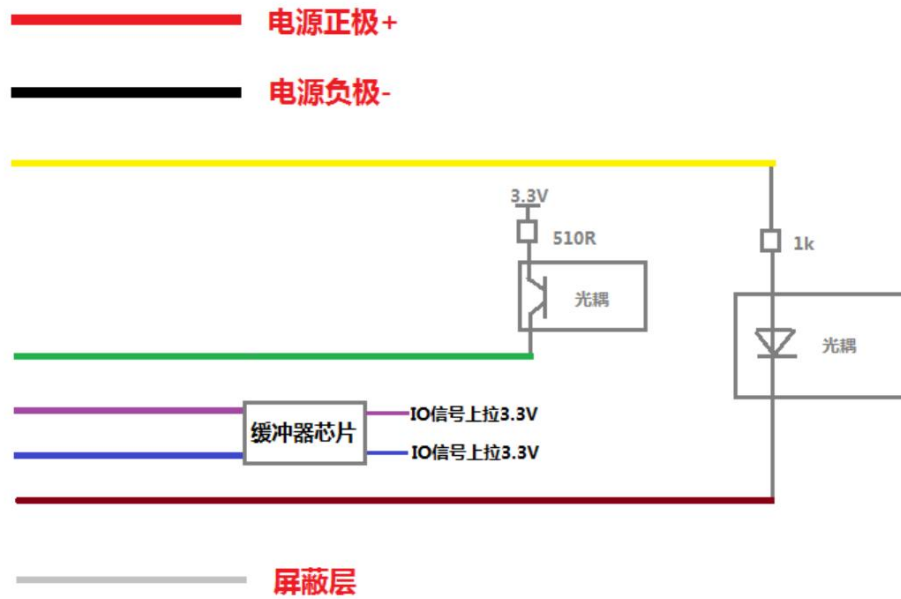 电源正极+
电源负极-
3.3V
510R
1k
光耦
光耦
IO信号上拉3.3V
缓冲器芯片
IO信号上拉3.3V
屏蔽层